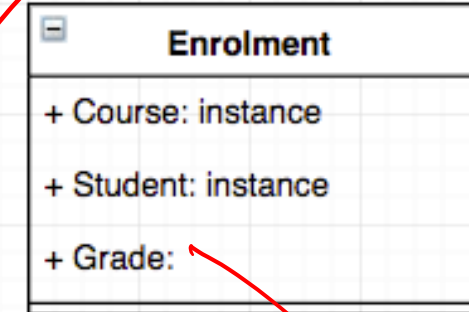 Enrolment
+ Course: instance
+ Student: instance
+ Grade: